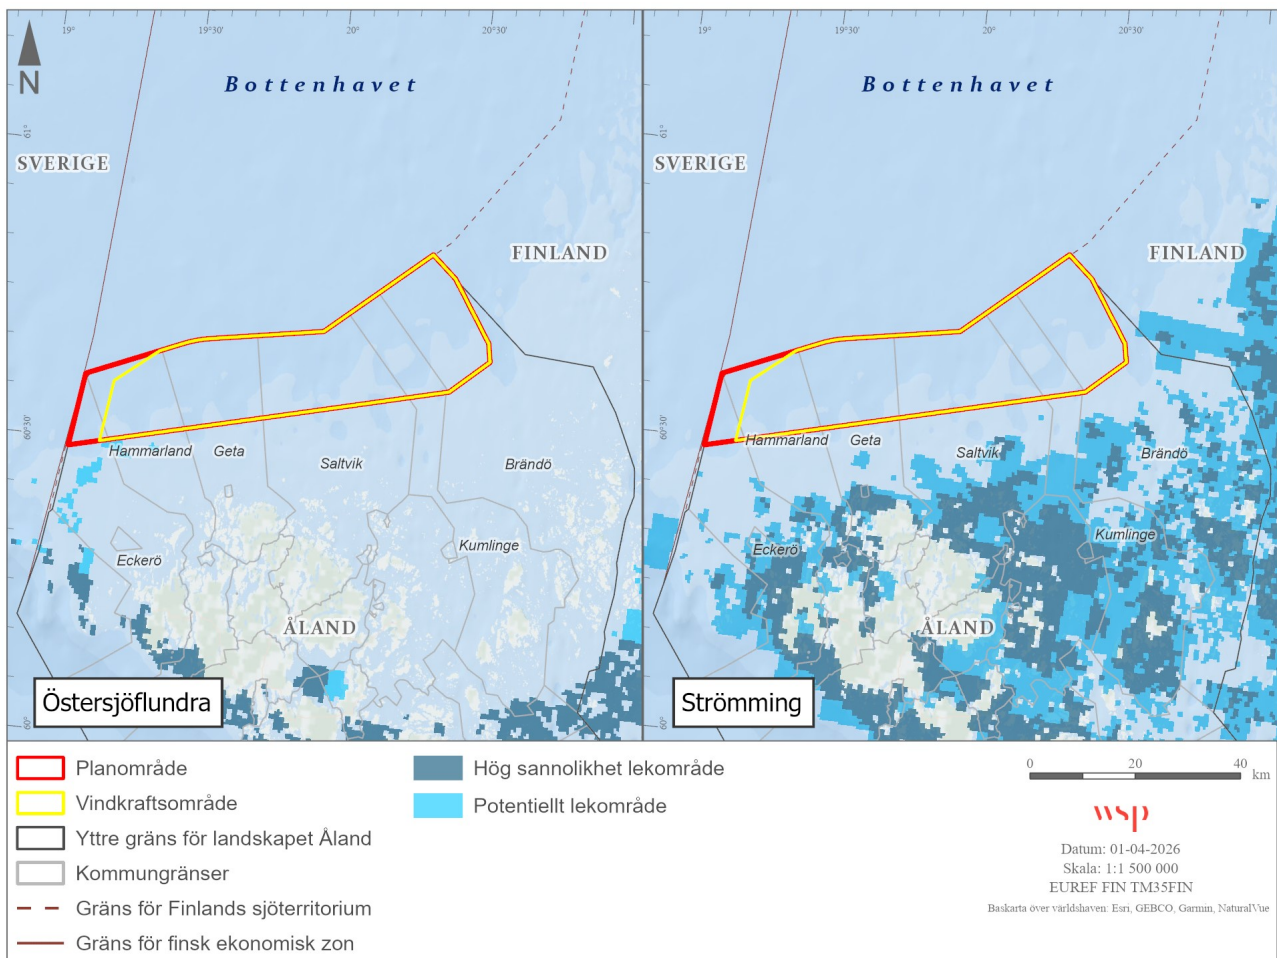 19°
19°30'
20°
20°30'
19°
19°30'
20°
20°30'
N
Bottenhavet
Bottenhavet
61°
61°
SVERIGE
SVERIGE
FINLAND
FINLAND
60°30'
60°30'
Hammarland
Geta
Saltvik
Brändö
Hammarland
Geta
Saltvik
Brändö
Eckerö
Kumlinge
Eckerö
Kumlinge
ÅLAND
ÅLAND
60°
60°
Östersjöflundra
Strömming
Planområde
Vindkraftsområde
Yttre gräns för landskapet Åland
Kommungränser
Gräns för Finlands sjöterritorium
Gräns för finsk ekonomisk zon
Hög sannolikhet lekområde
Potentiellt lekområde
0 20 40 km
wsp
Datum: 01-04-2026
Skala: 1:1 500 000
EUREF FIN TM35FIN
Baskarta över världshaven: Esri, GEBCO, Garmin, NaturalVue